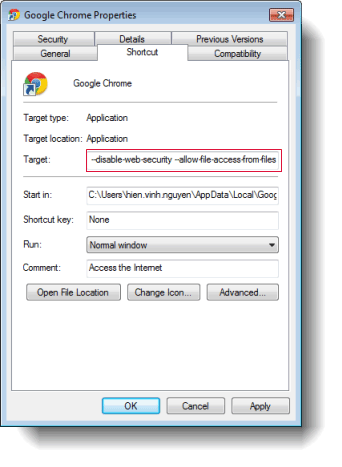 Google Chrome Properties
Security Details Previous Versions
General Shortcut Compatibility
Google Chrome
Target type: Application
Target location: Application
Target: --disable-web-security --allow-file-access-from-files
Start in: C:\Users\hien.vinh.nguyen\AppData\Local\Goog
Shortcut key: None
Run: Normal window
Comment: Access the Internet
Open File Location Change Icon... Advanced...
OK Cancel Apply